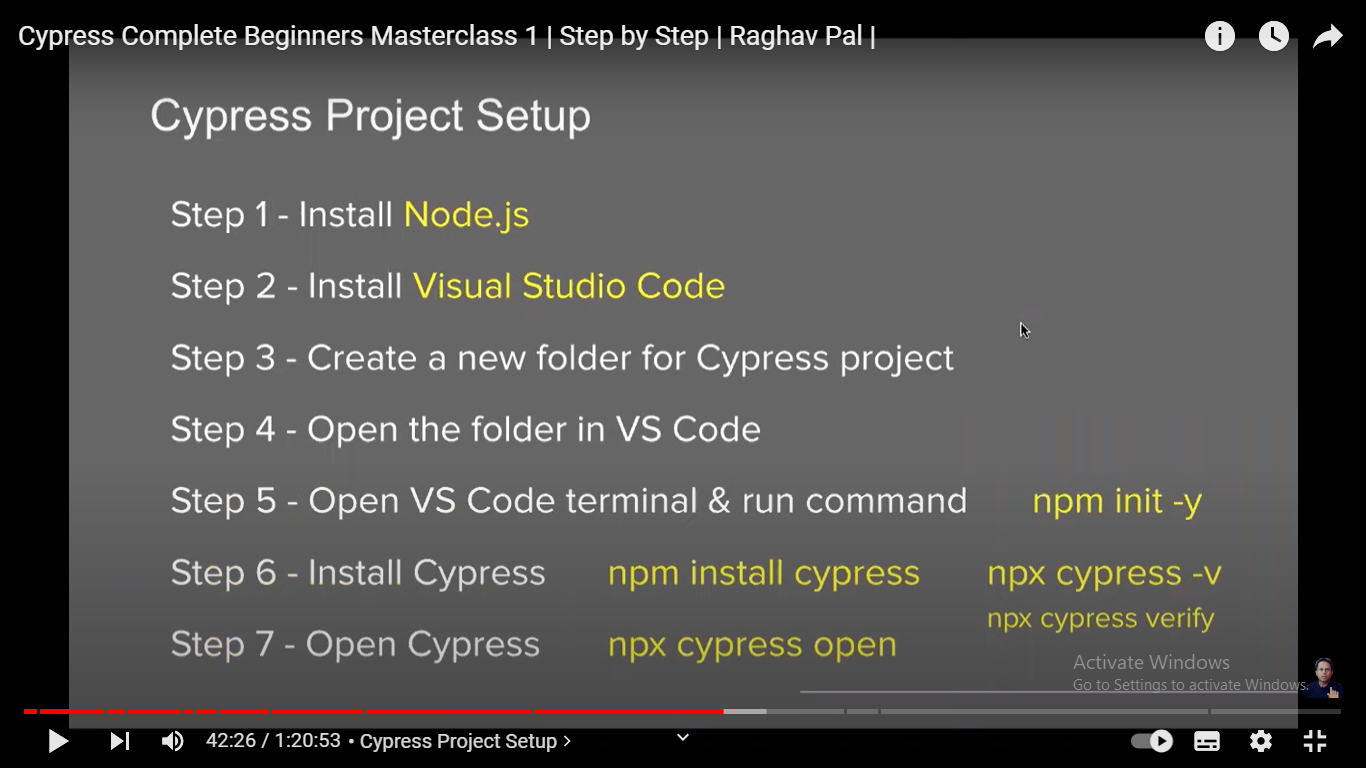 Cypress Complete Beginners Masterclass 1 | Step by Step | Raghav Pal |
Cypress Project Setup
Step 1 - Install Node.js
Step 2 - Install Visual Studio Code
Step 3 - Create a new folder for Cypress project
Step 4 - Open the folder in VS Code
Step 5 - Open VS Code terminal & run command npm init -y
Step 6 - Install Cypress npm install cypress npx cypress -v
npx cypress verify
Step 7 - Open Cypress npx cypress open
Activate Windows
Go to Settings to activate Windows.
42:26 / 1:20:53 • Cypress Project Setup >